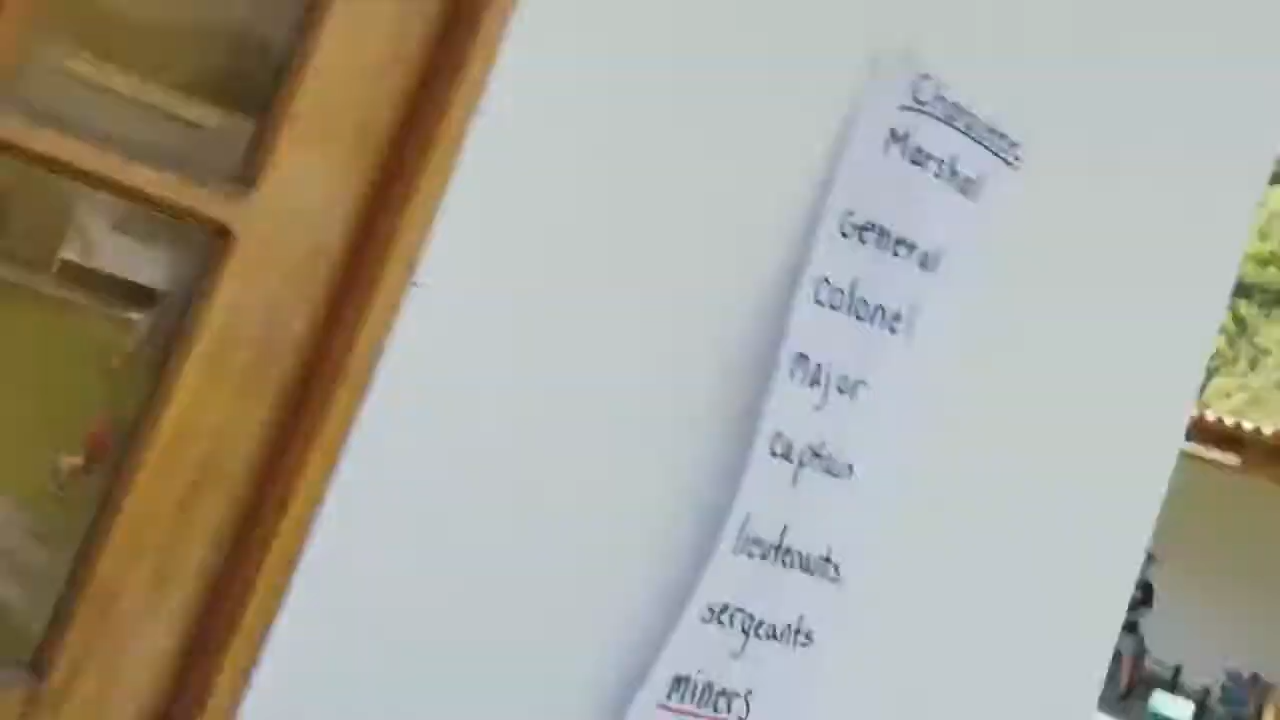 Marshal
General
Colonel
Major
captain
lieutenants
sergeants
miners